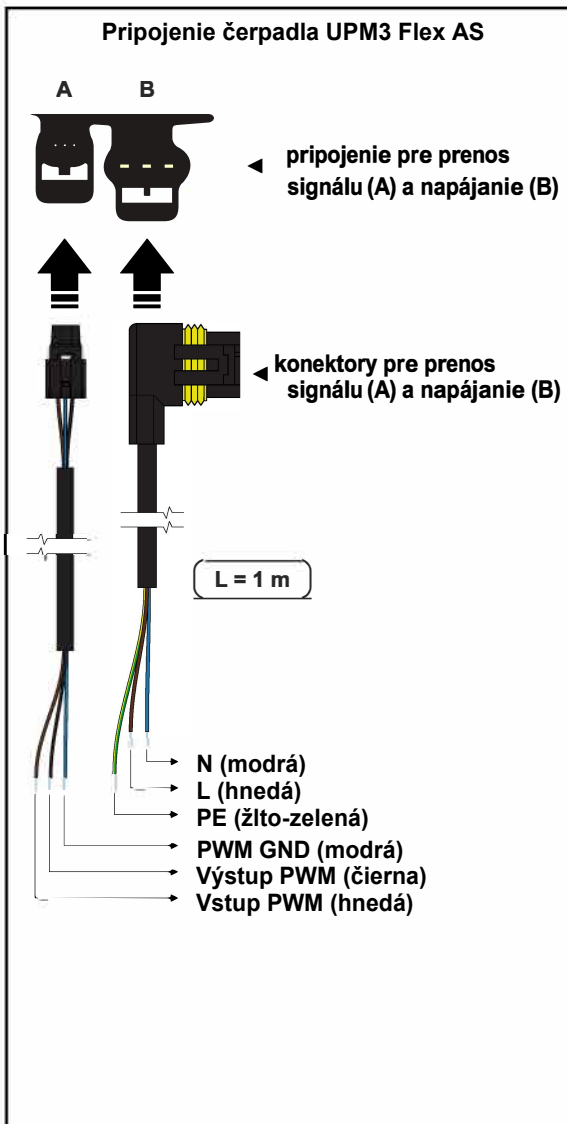 Pripojenie čerpadla UPM3 Flex AS
A B
pripojenie pre prenos
signálu (A) a napájanie (B)
konektory pre prenos
signálu (A) a napájanie (B)
L = 1 m
N (modrá)
L (hnedá)
PE (žlto-zelená)
PWM GND (modrá)
Výstup PWM (čierna)
Vstup PWM (hnedá)